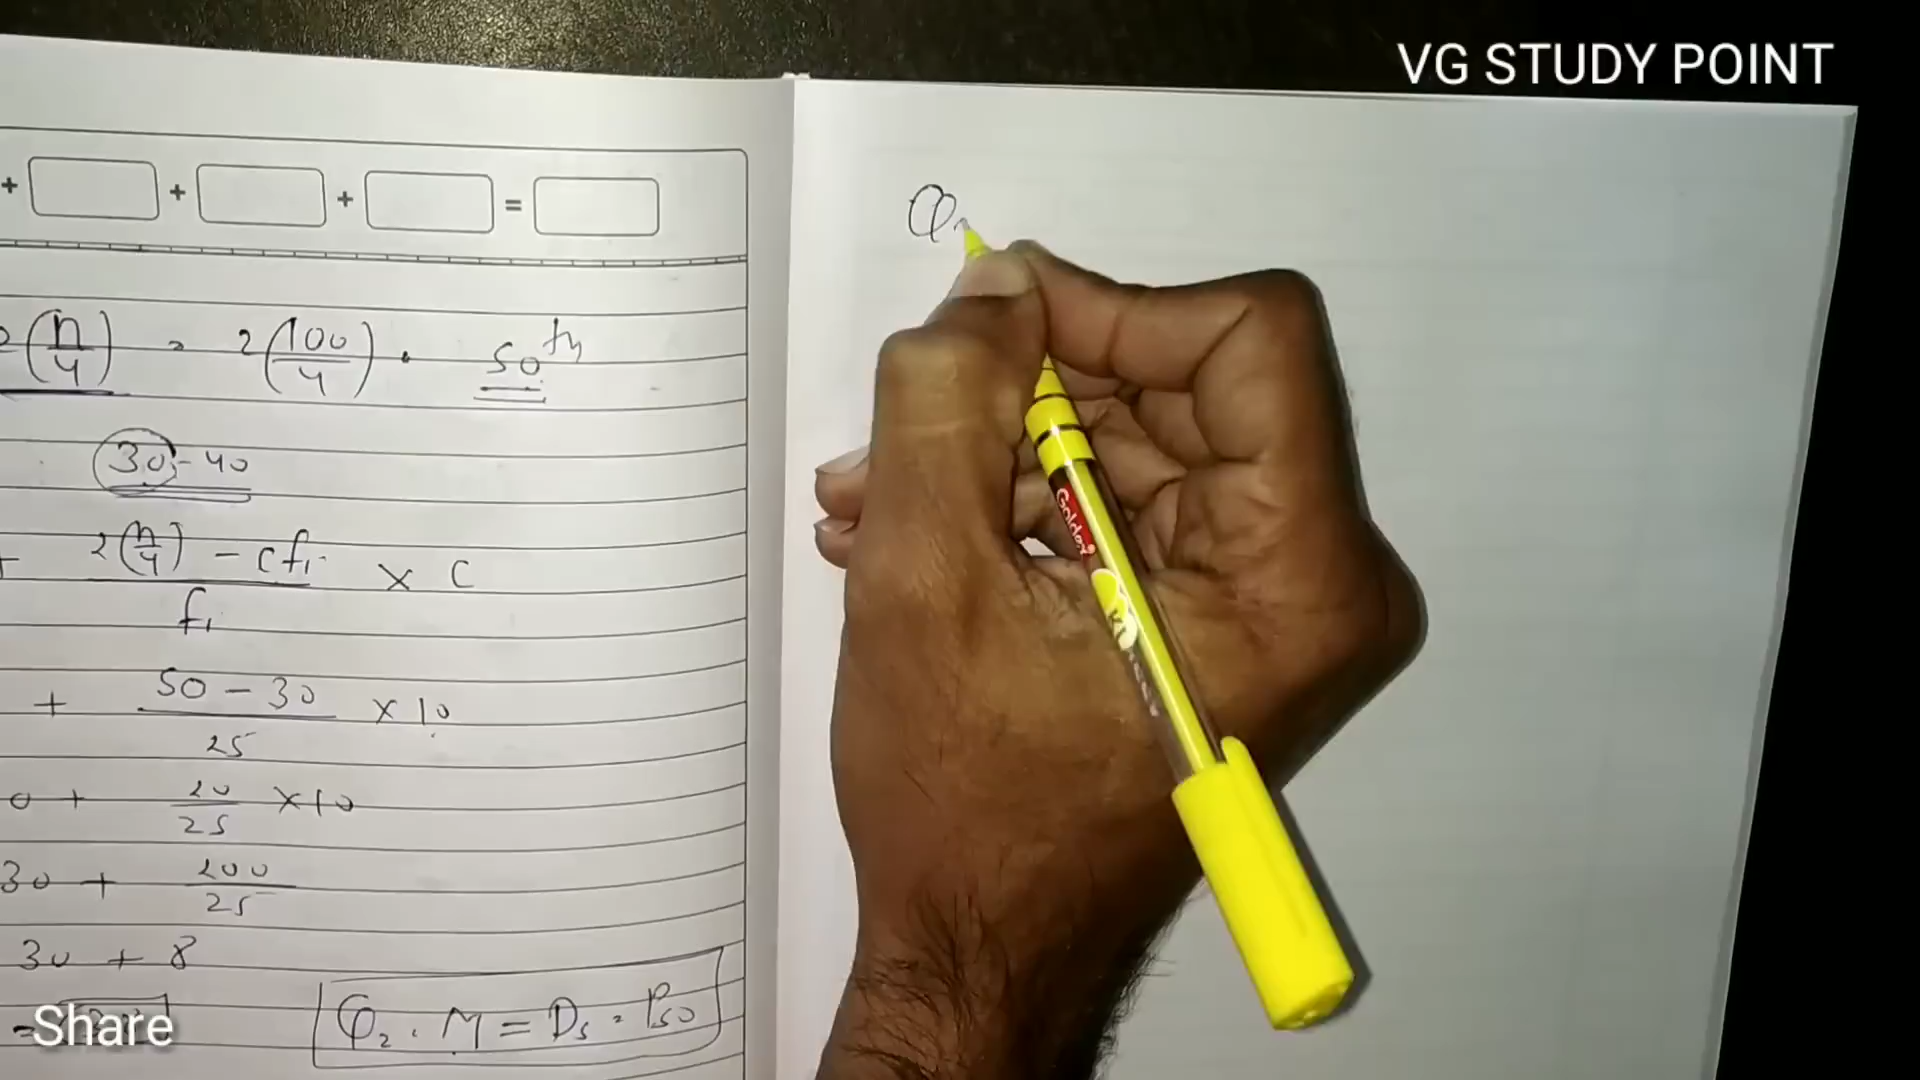 VG STUDY POINT
+ + + =
2(n/4) = 2(100/4) = 50th
30 - 40
+ 2(n/4) - cf1 / f1 × C
+ 50 - 30 / 25 × 10
0 + 20/25 × 10
30 + 200/25
30 + 8
Q2 = M = D5 = P50
Share
Q
Goldex